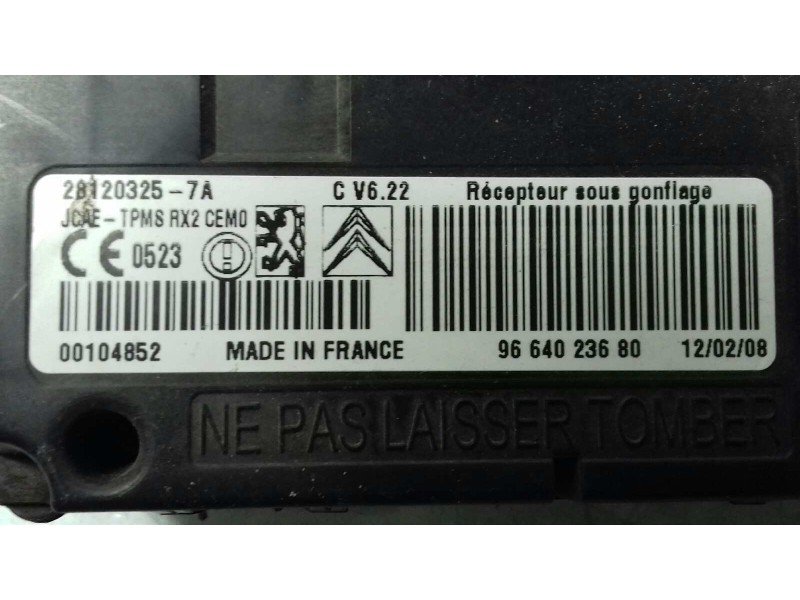 28120325-7A C V6.22 Récepteur sous gonflage
JCAE-TPMS RX2 CEM0
CE 0523
00104852 MADE IN FRANCE 96 640 236 80 12/02/08
NE PAS LAISSER TOMBER